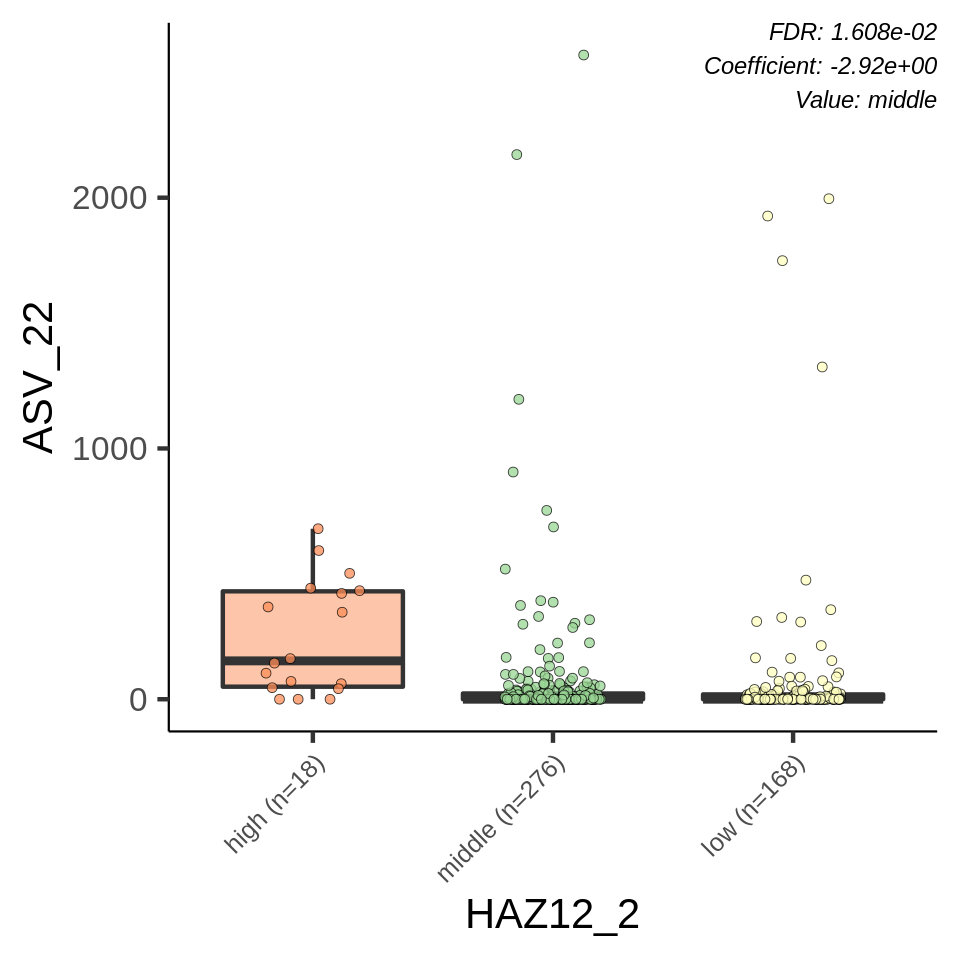 FDR: 1.608e-02
Coefficient: -2.92e+00
Value: middle
2000
1000
0
ASV_22
high (n=18)
middle (n=276)
low (n=168)
HAZ12_2